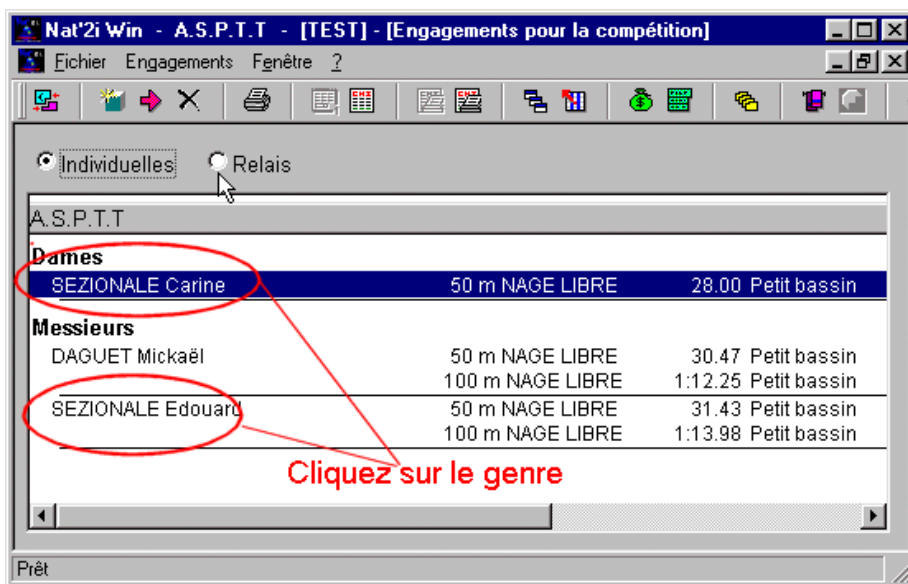 Nat'2i Win - A.S.P.T.T - [TEST] - [Engagements pour la compétition]
Fichier Engagements Fenêtre ?
Individuelles Relais
A.S.P.T.T
Dames
SEZIONALE Carine 50 m NAGE LIBRE 28.00 Petit bassin
Messieurs
DAGUET Mickaël 50 m NAGE LIBRE 30.47 Petit bassin
100 m NAGE LIBRE 1:12.25 Petit bassin
SEZIONALE Edouard 50 m NAGE LIBRE 31.43 Petit bassin
100 m NAGE LIBRE 1:13.98 Petit bassin
Cliquez sur le genre
Prêt